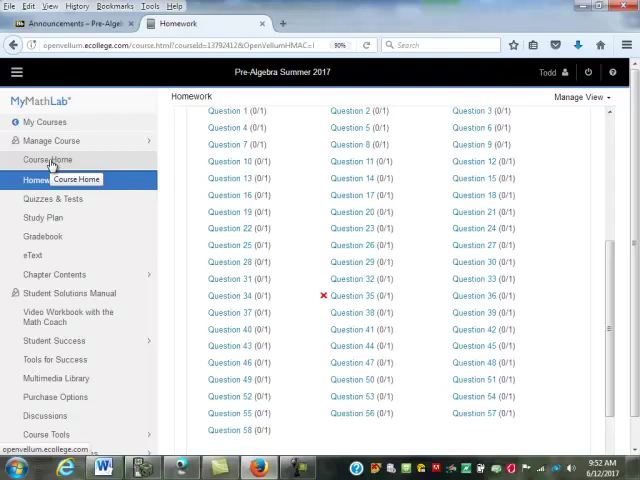 File Edit View History Bookmarks Tools Help
Announcements – Pre-Algeb × Homework ×
openvellum.ecollege.com/course.html?courseId=13792412&OpenVellumHMAC=l 90% Search
Pre-Algebra Summer 2017 Todd
MyMathLab
Homework Manage View
My Courses
Manage Course
Course Home
Homew Course Home
Quizzes & Tests
Study Plan
Gradebook
eText
Chapter Contents
Student Solutions Manual
Video Workbook with the
Math Coach
Student Success
Tools for Success
Multimedia Library
Purchase Options
Discussions
Course Tools
openvellum.ecollege.com
Question 1 (0/1) Question 2 (0/1) Question 3 (0/1)
Question 4 (0/1) Question 5 (0/1) Question 6 (0/1)
Question 7 (0/1) Question 8 (0/1) Question 9 (0/1)
Question 10 (0/1) Question 11 (0/1) Question 12 (0/1)
Question 13 (0/1) Question 14 (0/1) Question 15 (0/1)
Question 16 (0/1) Question 17 (0/1) Question 18 (0/1)
Question 19 (0/1) Question 20 (0/1) Question 21 (0/1)
Question 22 (0/1) Question 23 (0/1) Question 24 (0/1)
Question 25 (0/1) Question 26 (0/1) Question 27 (0/1)
Question 28 (0/1) Question 29 (0/1) Question 30 (0/1)
Question 31 (0/1) Question 32 (0/1) Question 33 (0/1)
Question 34 (0/1) Question 35 (0/1) Question 36 (0/1)
Question 37 (0/1) Question 38 (0/1) Question 39 (0/1)
Question 40 (0/1) Question 41 (0/1) Question 42 (0/1)
Question 43 (0/1) Question 44 (0/1) Question 45 (0/1)
Question 46 (0/1) Question 47 (0/1) Question 48 (0/1)
Question 49 (0/1) Question 50 (0/1) Question 51 (0/1)
Question 52 (0/1) Question 53 (0/1) Question 54 (0/1)
Question 55 (0/1) Question 56 (0/1) Question 57 (0/1)
Question 58 (0/1)
9:52 AM
6/12/2017